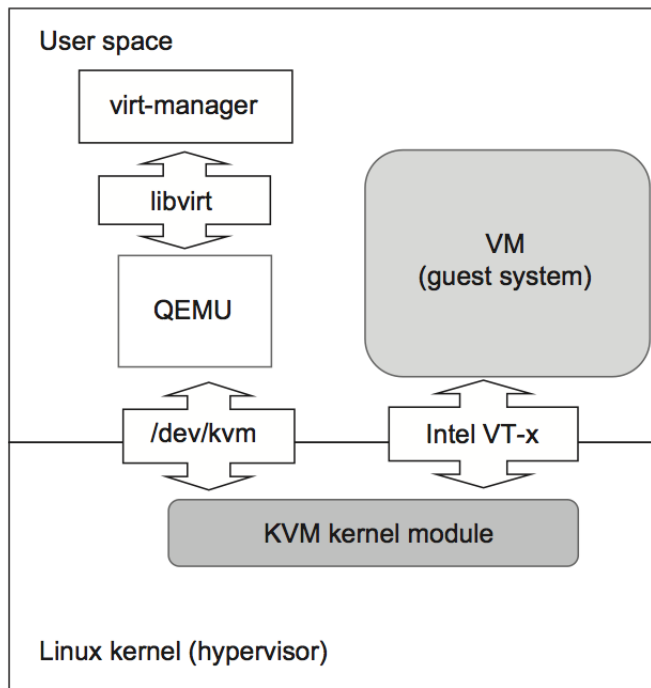 User space
virt-manager
libvirt
VM
(guest system)
QEMU
/dev/kvm
Intel VT-x
KVM kernel module
Linux kernel (hypervisor)